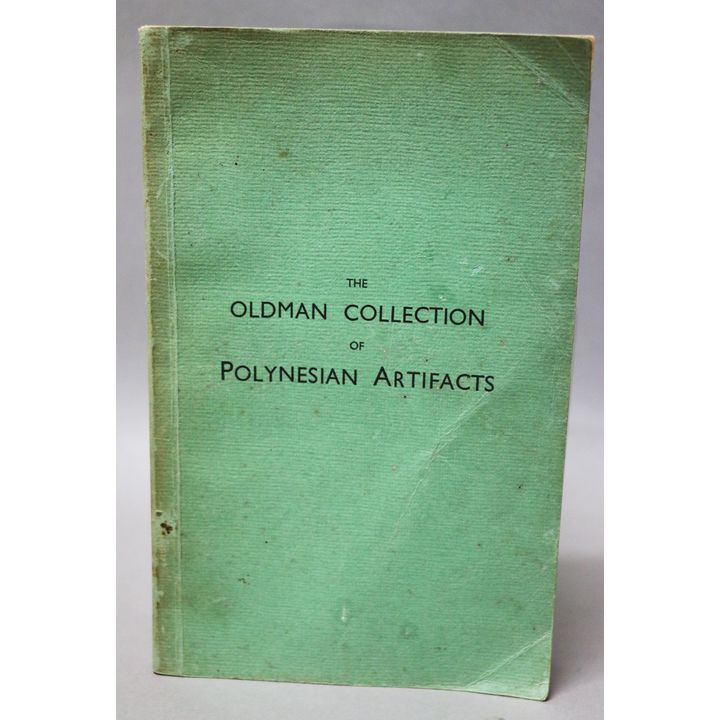 THE
OLDMAN COLLECTION
OF
POLYNESIAN ARTIFACTS